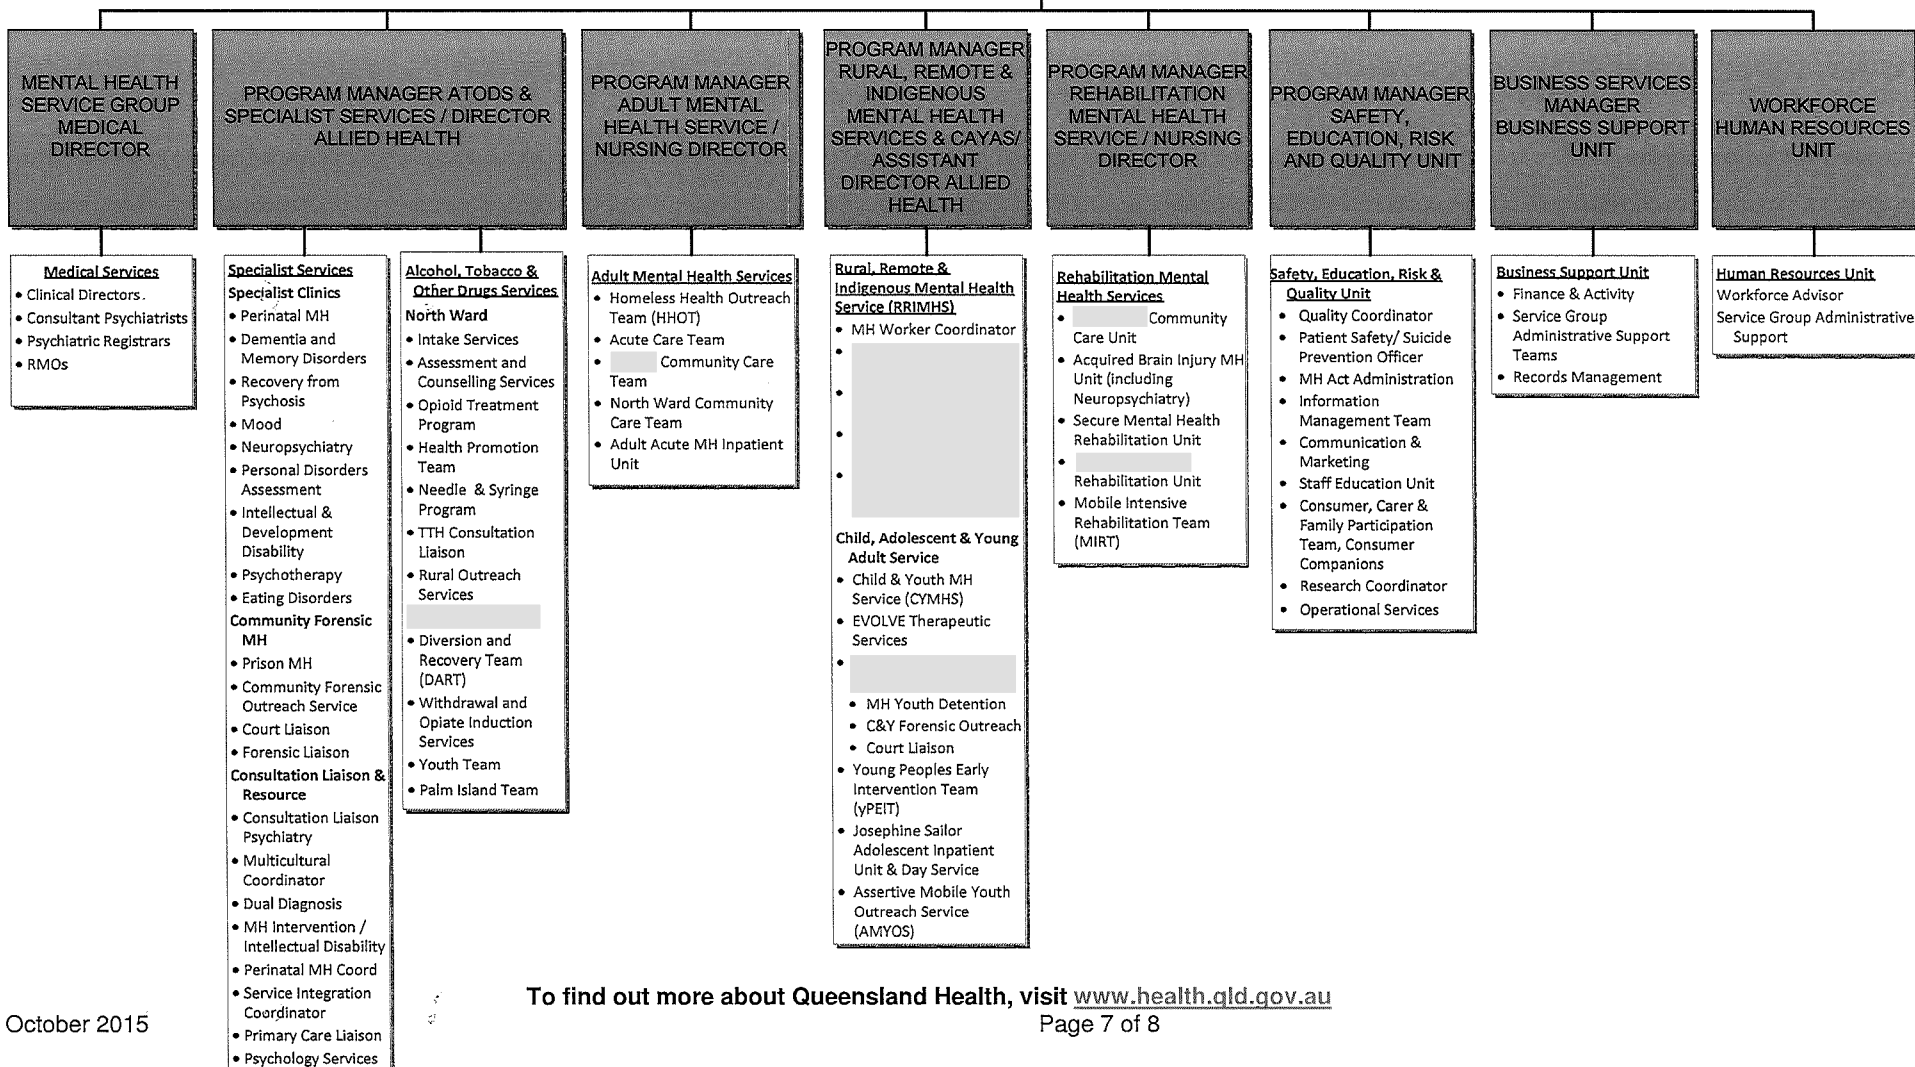 MENTAL HEALTH
SERVICE GROUP
MEDICAL
DIRECTOR
PROGRAM MANAGER ATODS &
SPECIALIST SERVICES / DIRECTOR
ALLIED HEALTH
PROGRAM MANAGER
ADULT MENTAL
HEALTH SERVICE /
NURSING DIRECTOR
PROGRAM MANAGER
RURAL, REMOTE &
INDIGENOUS
MENTAL HEALTH
SERVICES & CAYAS/
ASSISTANT
DIRECTOR ALLIED
HEALTH
PROGRAM MANAGER
REHABILITATION
MENTAL HEALTH
SERVICE / NURSING
DIRECTOR
PROGRAM MANAGER
SAFETY,
EDUCATION, RISK
AND QUALITY UNIT
BUSINESS SERVICES
MANAGER
BUSINESS SUPPORT
UNIT
WORKFORCE
HUMAN RESOURCES
UNIT
Medical Services
• Clinical Directors.
• Consultant Psychiatrists
• Psychiatric Registrars
• RMOs
Specialist Services
Specialist Clinics
• Perinatal MH
• Dementia and
Memory Disorders
• Recovery from
Psychosis
• Mood
• Neuropsychiatry
• Personal Disorders
Assessment
• Intellectual &
Development
Disability
• Psychotherapy
• Eating Disorders
Community Forensic
MH
• Prison MH
• Community Forensic
Outreach Service
• Court Liaison
• Forensic Liaison
Consultation Liaison &
Resource
• Consultation Liaison
Psychiatry
• Multicultural
Coordinator
• Dual Diagnosis
• MH Intervention /
Intellectual Disability
• Perinatal MH Coord
• Service Integration
Coordinator
• Primary Care Liaison
• Psychology Services
Alcohol, Tobacco &
Other Drugs Services
North Ward
• Intake Services
• Assessment and
Counselling Services
• Opioid Treatment
Program
• Health Promotion
Team
• Needle & Syringe
Program
• TTH Consultation
Liaison
• Rural Outreach
Services
• Diversion and
Recovery Team
(DART)
• Withdrawal and
Opiate Induction
Services
• Youth Team
• Palm Island Team
Adult Mental Health Services
• Homeless Health Outreach
Team (HHOT)
• Acute Care Team
• Community Care
Team
• North Ward Community
Care Team
• Adult Acute MH Inpatient
Unit
Rural, Remote &
Indigenous Mental Health
Service (RRIMHS)
• MH Worker Coordinator
•
•
•
•
Child, Adolescent & Young
Adult Service
• Child & Youth MH
Service (CYMHS)
• EVOLVE Therapeutic
Services
•
• MH Youth Detention
• C&Y Forensic Outreach
• Court Liaison
• Young Peoples Early
Intervention Team
(yPEIT)
• Josephine Sailor
Adolescent Inpatient
Unit & Day Service
• Assertive Mobile Youth
Outreach Service
(AMYOS)
Rehabilitation Mental
Health Services
• Community
Care Unit
• Acquired Brain Injury MH
Unit (including
Neuropsychiatry)
• Secure Mental Health
Rehabilitation Unit
•
Rehabilitation Unit
• Mobile Intensive
Rehabilitation Team
(MIRT)
Safety, Education, Risk &
Quality Unit
• Quality Coordinator
• Patient Safety/ Suicide
Prevention Officer
• MH Act Administration
• Information
Management Team
• Communication &
Marketing
• Staff Education Unit
• Consumer, Carer &
Family Participation
Team, Consumer
Companions
• Research Coordinator
• Operational Services
Business Support Unit
• Finance & Activity
• Service Group
Administrative Support
Teams
• Records Management
Human Resources Unit
Workforce Advisor
Service Group Administrative
Support
To find out more about Queensland Health, visit www.health.qld.gov.au
October 2015
Page 7 of 8